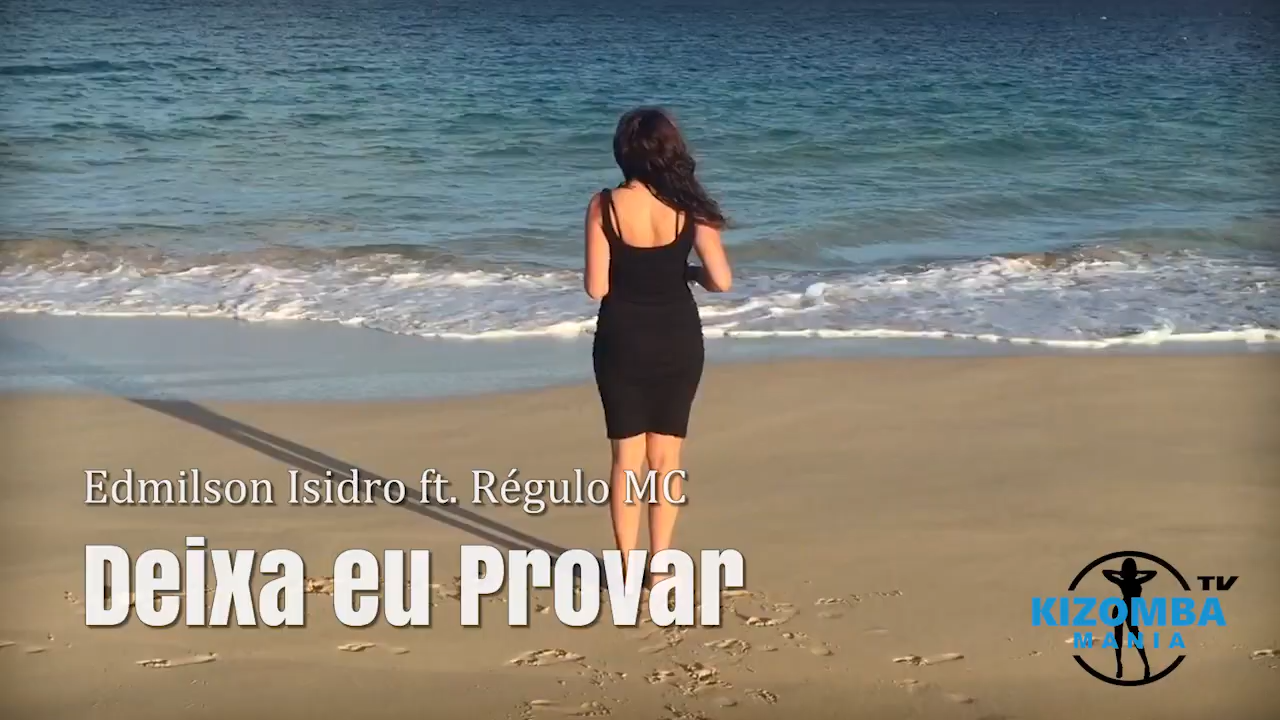 Edmilson Isidro ft. Régulo MC
Deixa eu Provar
TV
KIZOMBA
MANIA